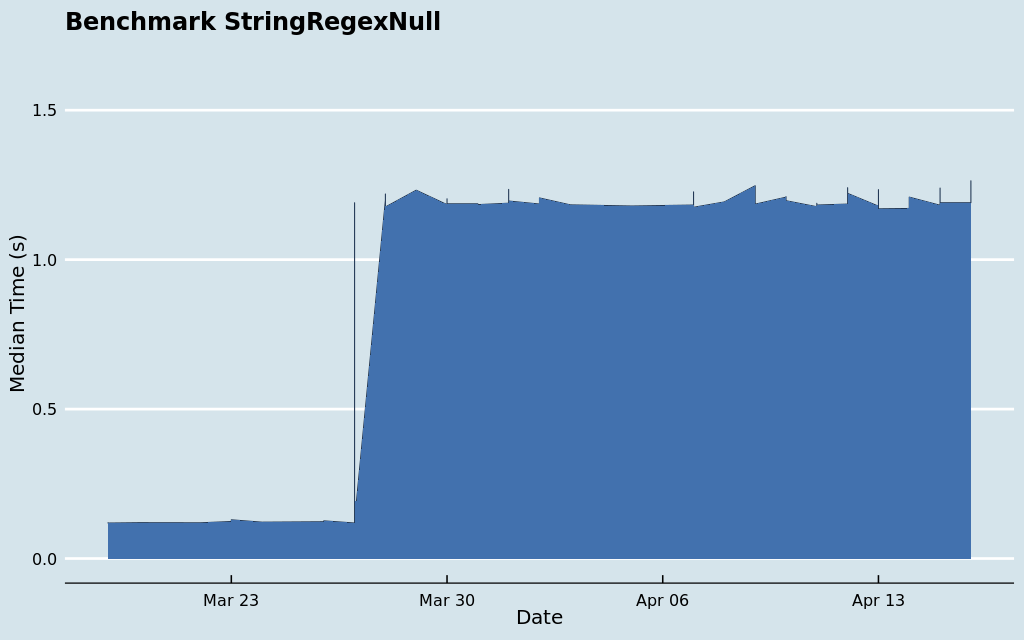 Benchmark StringRegexNull
1.5
1.0
0.5
0.0
Median Time (s)
Mar 23
Mar 30
Apr 06
Apr 13
Date